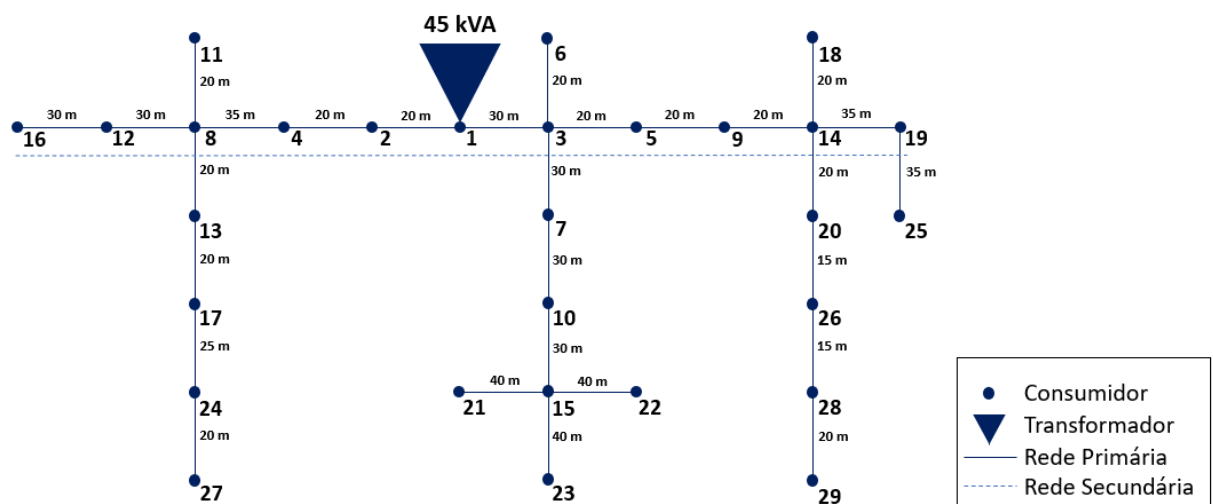 45 kVA
11
6
18
20 m
20 m
20 m
30 m
30 m
35 m
20 m
20 m
30 m
20 m
20 m
20 m
35 m
16
12
8
4
2
1
3
5
9
14
19
20 m
30 m
20 m
35 m
13
7
20
25
20 m
30 m
15 m
17
10
26
25 m
30 m
15 m
40 m
40 m
24
21
15
22
28
20 m
40 m
20 m
27
23
29
Consumidor
Transformador
Rede Primária
Rede Secundária